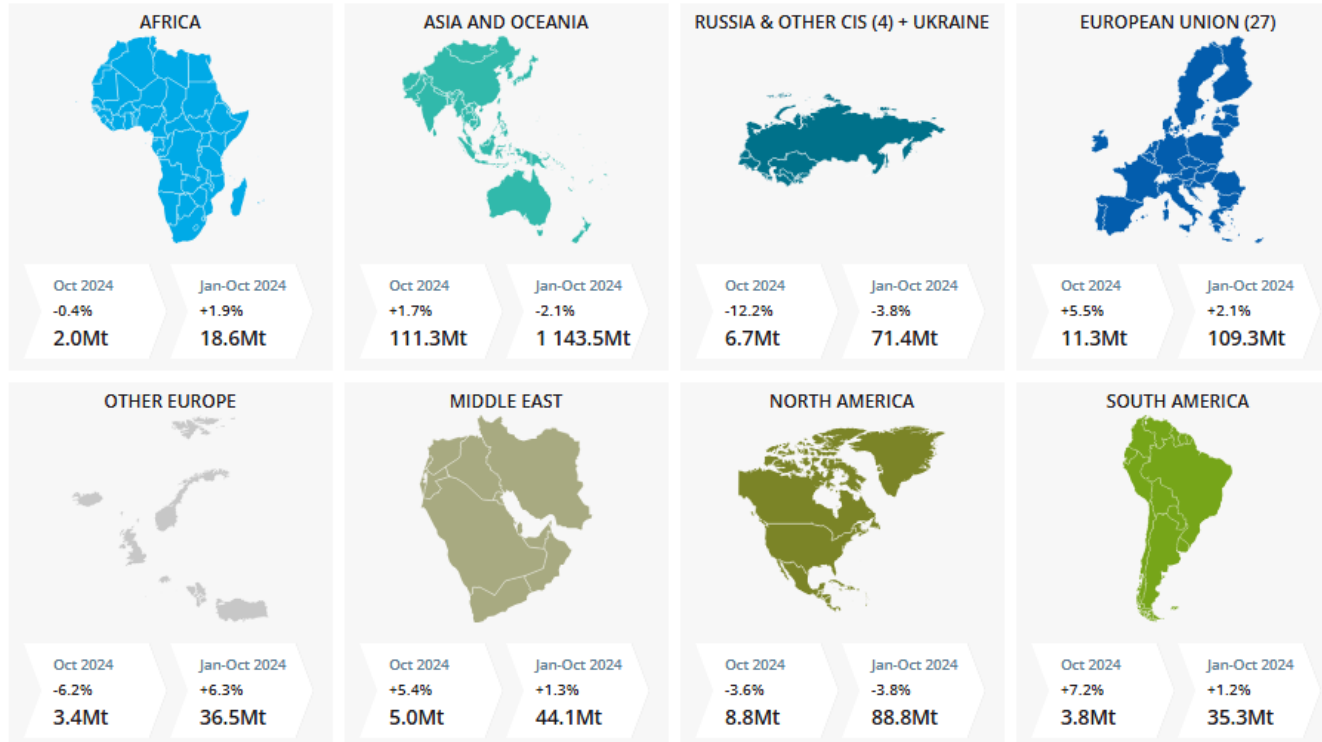 AFRICA
Oct 2024
-0.4%
2.0Mt
Jan-Oct 2024
+1.9%
18.6Mt
ASIA AND OCEANIA
Oct 2024
+1.7%
111.3Mt
Jan-Oct 2024
-2.1%
1 143.5Mt
RUSSIA & OTHER CIS (4) + UKRAINE
Oct 2024
-12.2%
6.7Mt
Jan-Oct 2024
-3.8%
71.4Mt
EUROPEAN UNION (27)
Oct 2024
+5.5%
11.3Mt
Jan-Oct 2024
+2.1%
109.3Mt
OTHER EUROPE
Oct 2024
-6.2%
3.4Mt
Jan-Oct 2024
+6.3%
36.5Mt
MIDDLE EAST
Oct 2024
+5.4%
5.0Mt
Jan-Oct 2024
+1.3%
44.1Mt
NORTH AMERICA
Oct 2024
-3.6%
8.8Mt
Jan-Oct 2024
-3.8%
88.8Mt
SOUTH AMERICA
Oct 2024
+7.2%
3.8Mt
Jan-Oct 2024
+1.2%
35.3Mt